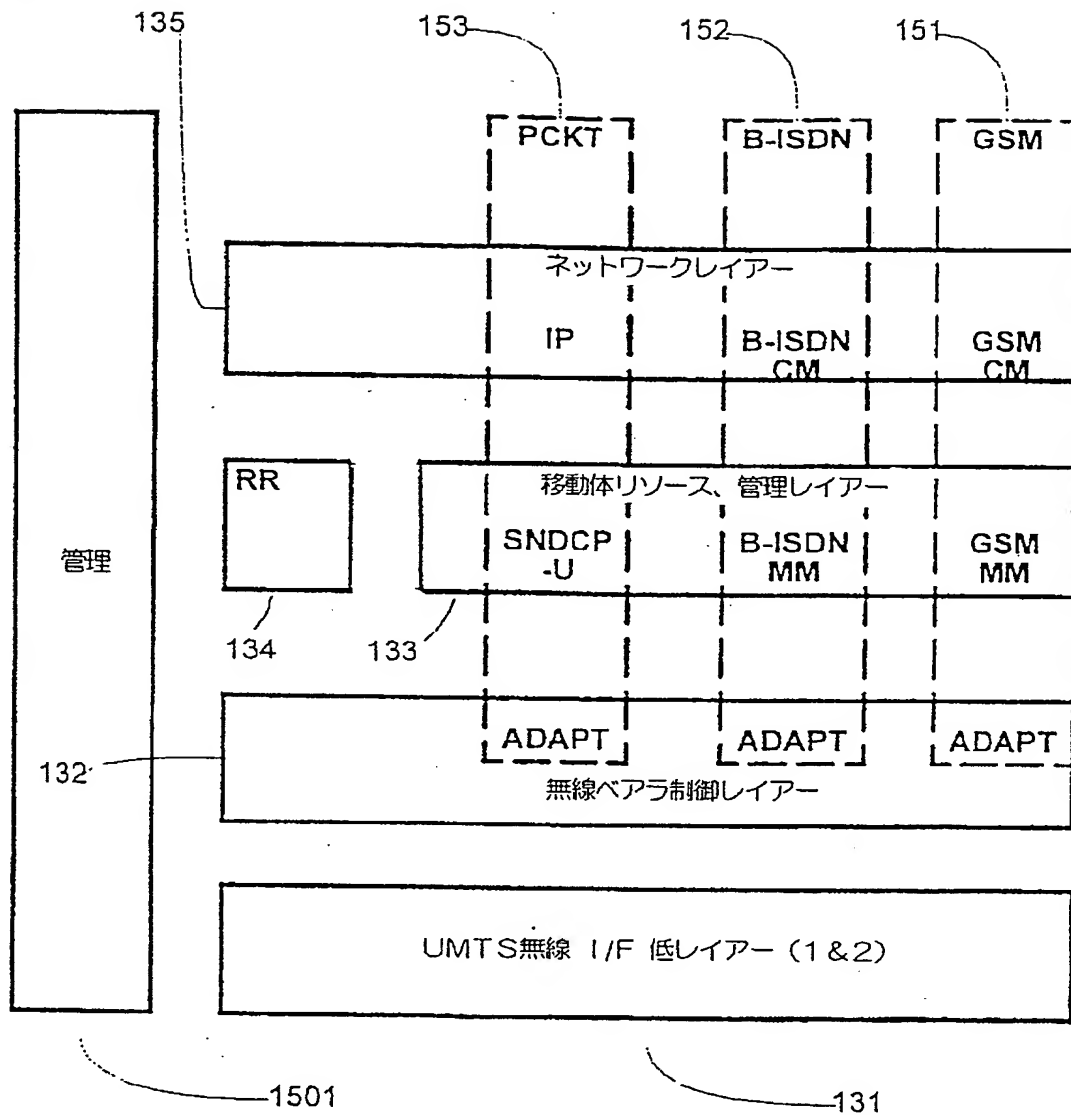 135
153
152
151
PCKT
B-ISDN
GSM
ネットワークレイアー
IP
B-ISDN
CM
GSM
CM
RR
移動体リソース、管理レイアー
管理
SNDCP
-U
B-ISDN
MM
GSM
MM
134
133
ADAPT
ADAPT
ADAPT
132
無線ベアラ制御レイアー
UMTS無線 I/F 低レイアー (1&2)
1501
131